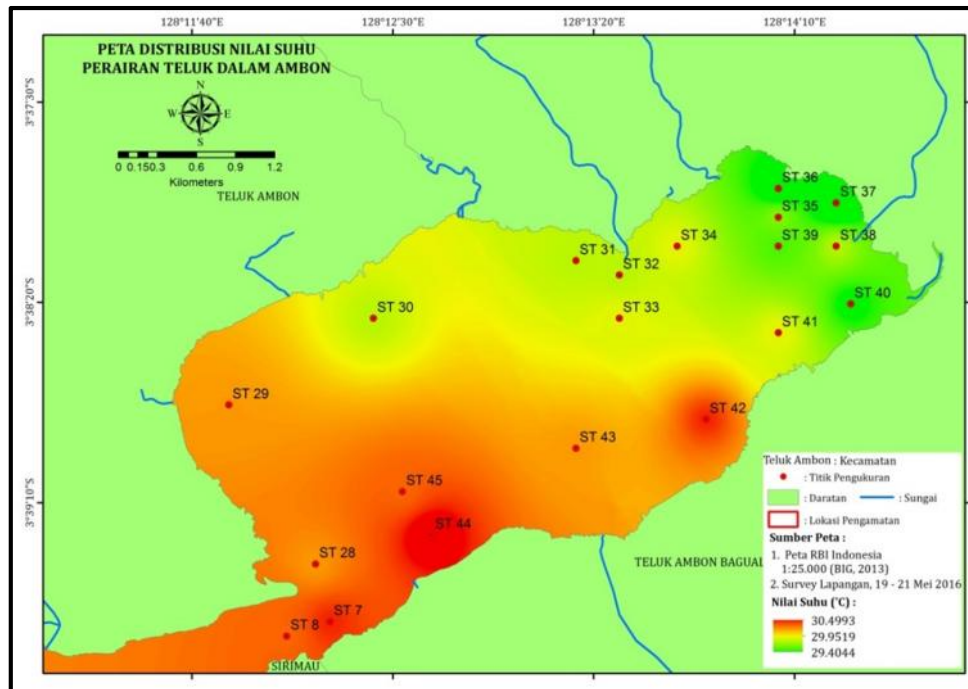 128°11'40"E 128°12'30"E 128°13'20"E 128°14'10"E
PETA DISTRIBUSI NILAI SUHU
PERAIRAN TELUK DALAM AMBON
N
W E
S
0 0.150.3 0.6 0.9 1.2
Kilometers
TELUK AMBON
3°37'30"S
3°38'20"S
3°39'10"S
ST 36
ST 37
ST 35
ST 34
ST 39
ST 38
ST 31
ST 32
ST 40
ST 30
ST 33
ST 41
ST 29
ST 42
ST 43
ST 45
ST 44
ST 28
ST 7
ST 8
SIRIMAU
TELUK AMBON BAGUAL
Teluk Ambon : Kecamatan
: Titik Pengukuran
: Daratan : Sungai
: Lokasi Pengamatan
Sumber Peta :
1. Peta RBI Indonesia
1:25.000 (BIG, 2013)
2. Survey Lapangan, 19 - 21 Mei 2016
Nilai Suhu (°C) :
30.4993
29.9519
29.4044